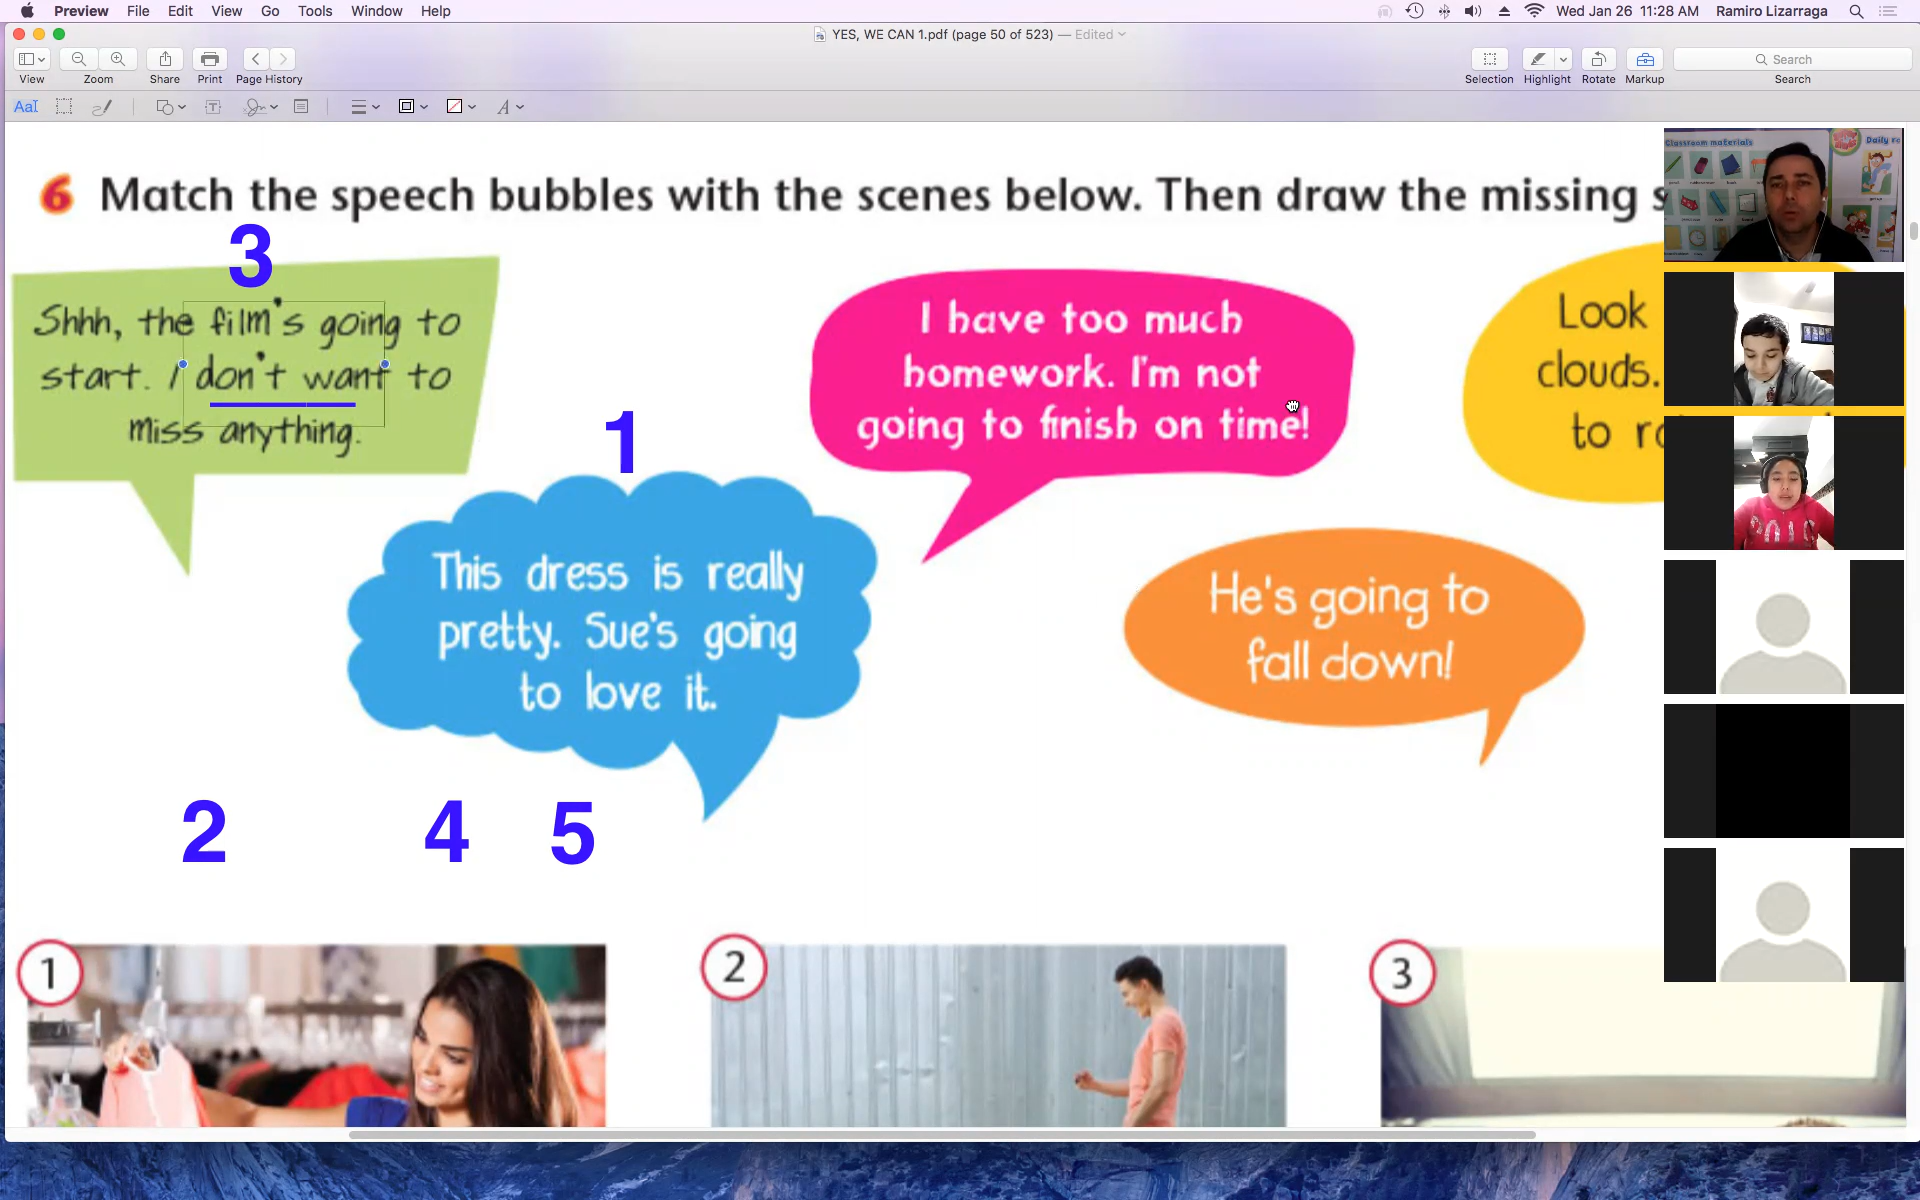 Preview File Edit View Go Tools Window Help Wed Jan 26 11:28 AM Ramiro Lizarraga
YES, WE CAN 1.pdf (page 50 of 523) — Edited
View Zoom Share Print Page History Selection Highlight Rotate Markup Search
Search
6 Match the speech bubbles with the scenes below. Then draw the missing s
3
Shhh, the film's going to
start. I don't want to
miss anything.
I have too much
homework. I'm not
going to finish on time!
Look
clouds.
to
1
This dress is really
pretty. Sue's going
to love it.
He's going to
fall down!
2 4 5
1 2 3
Classroom materials